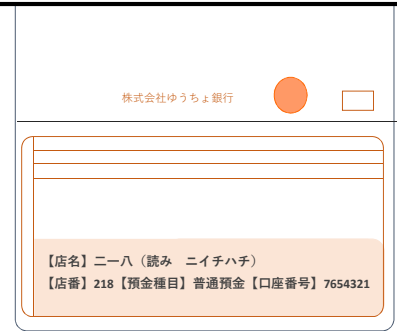 株式会社ゆうちょ銀行
【店名】二一八（読み　ニイチハチ）
【店番】218【預金種目】普通預金【口座番号】7654321